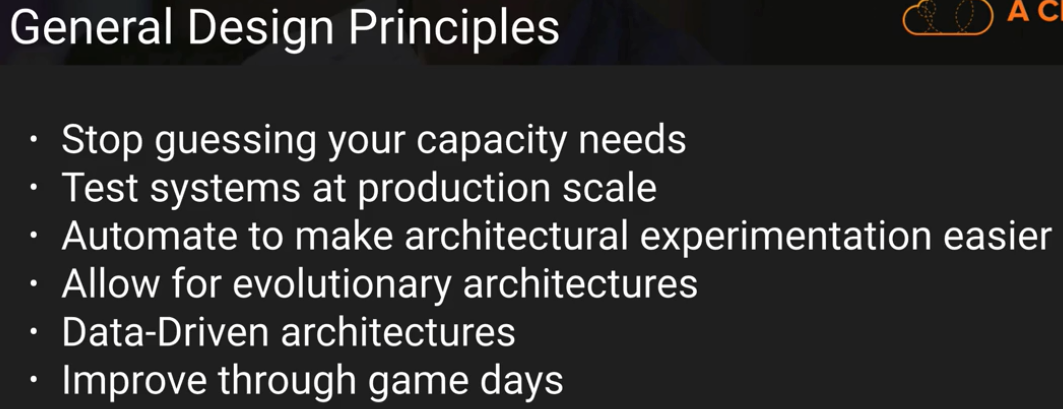 General Design Principles
A C
· Stop guessing your capacity needs
· Test systems at production scale
· Automate to make architectural experimentation easier
· Allow for evolutionary architectures
· Data-Driven architectures
· Improve through game days